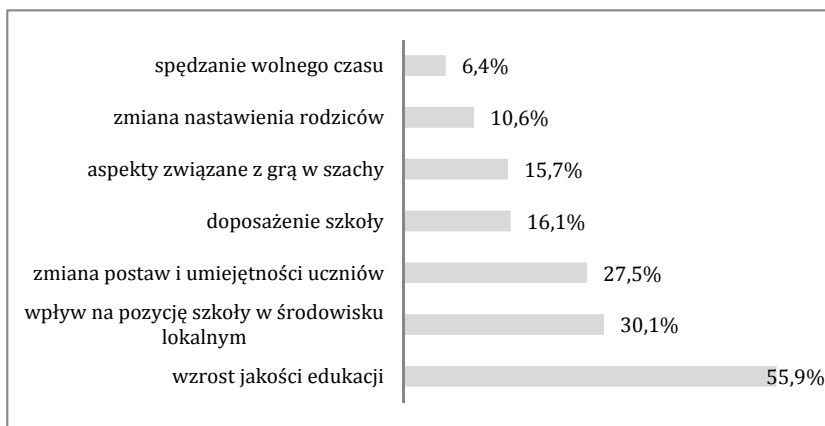 spędzanie wolnego czasu 6,4%
zmiana nastawienia rodziców 10,6%
aspekty związane z grą w szachy 15,7%
doposażenie szkoły 16,1%
zmiana postaw i umiejętności uczniów 27,5%
wpływ na pozycję szkoły w środowisku
lokalnym 30,1%
wzrost jakości edukacji 55,9%